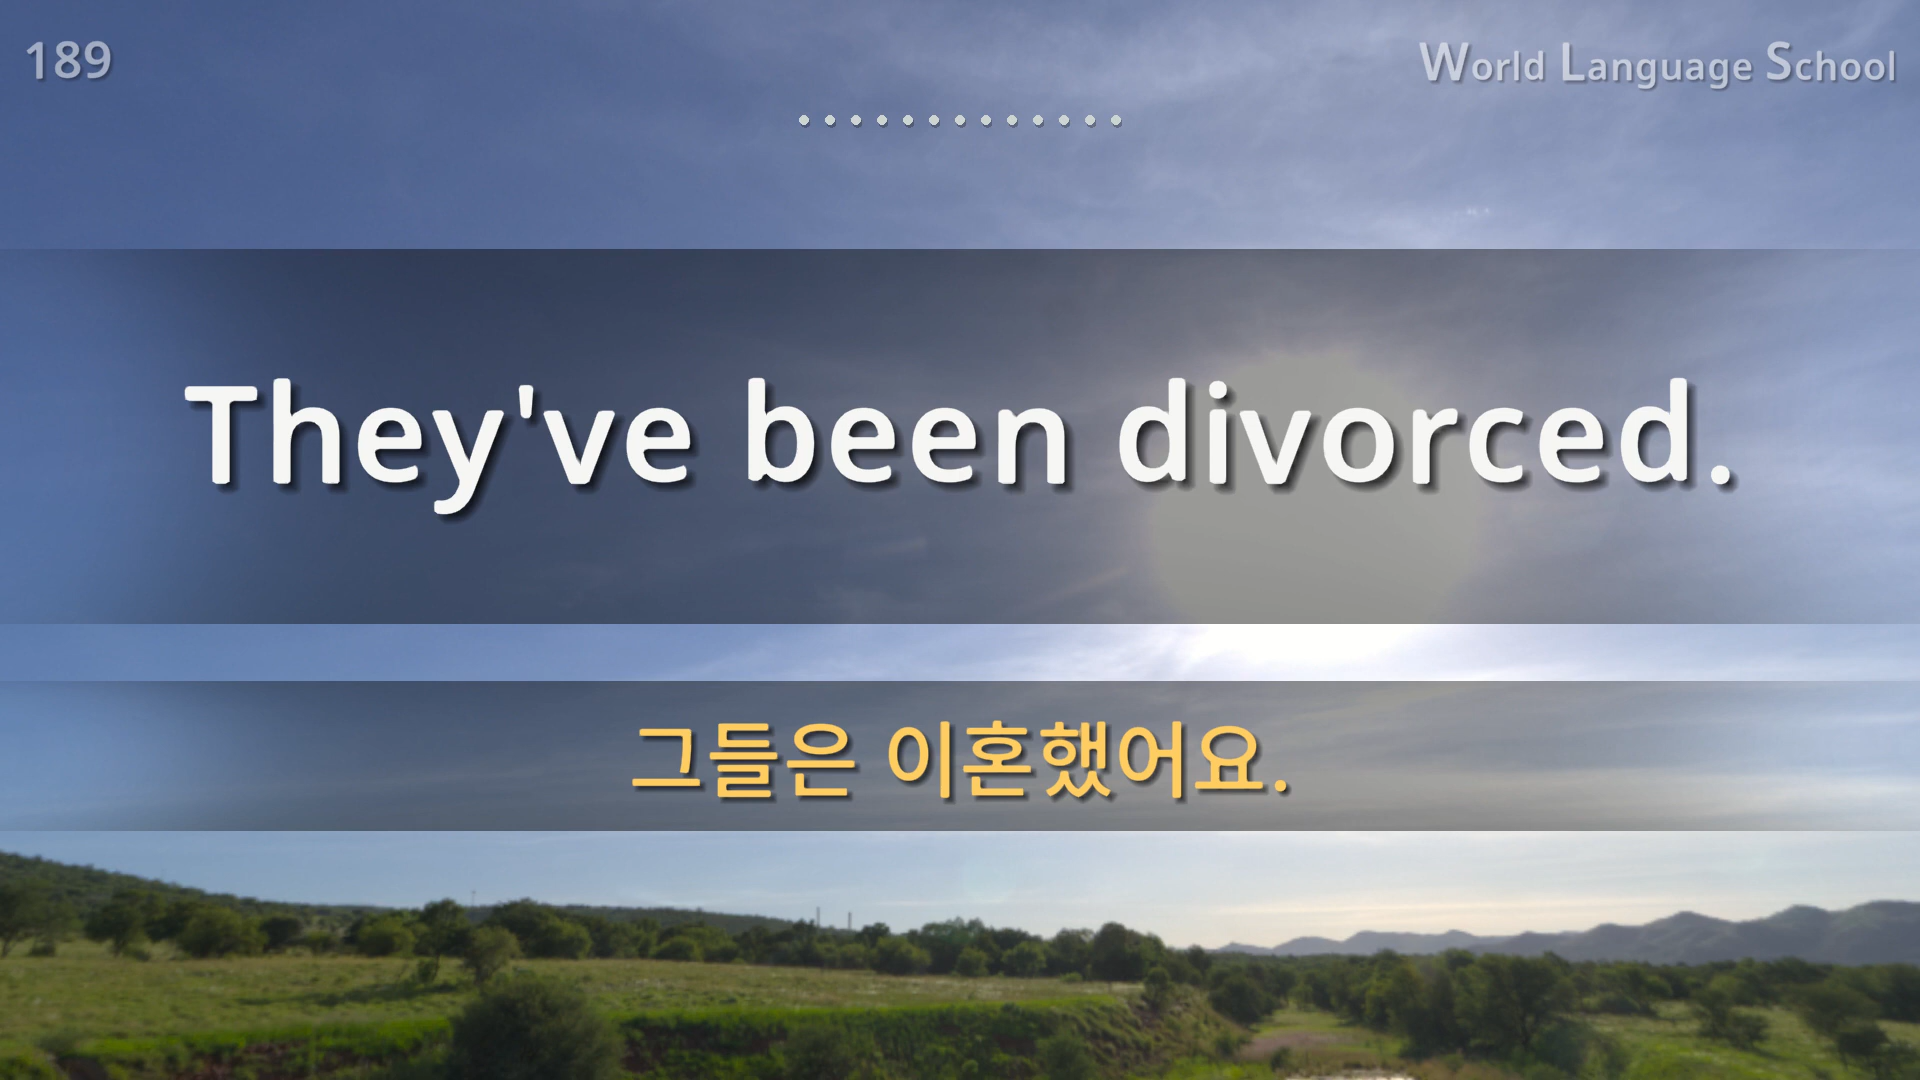 189
World Language School
They've been divorced.
그들은 이혼했어요.